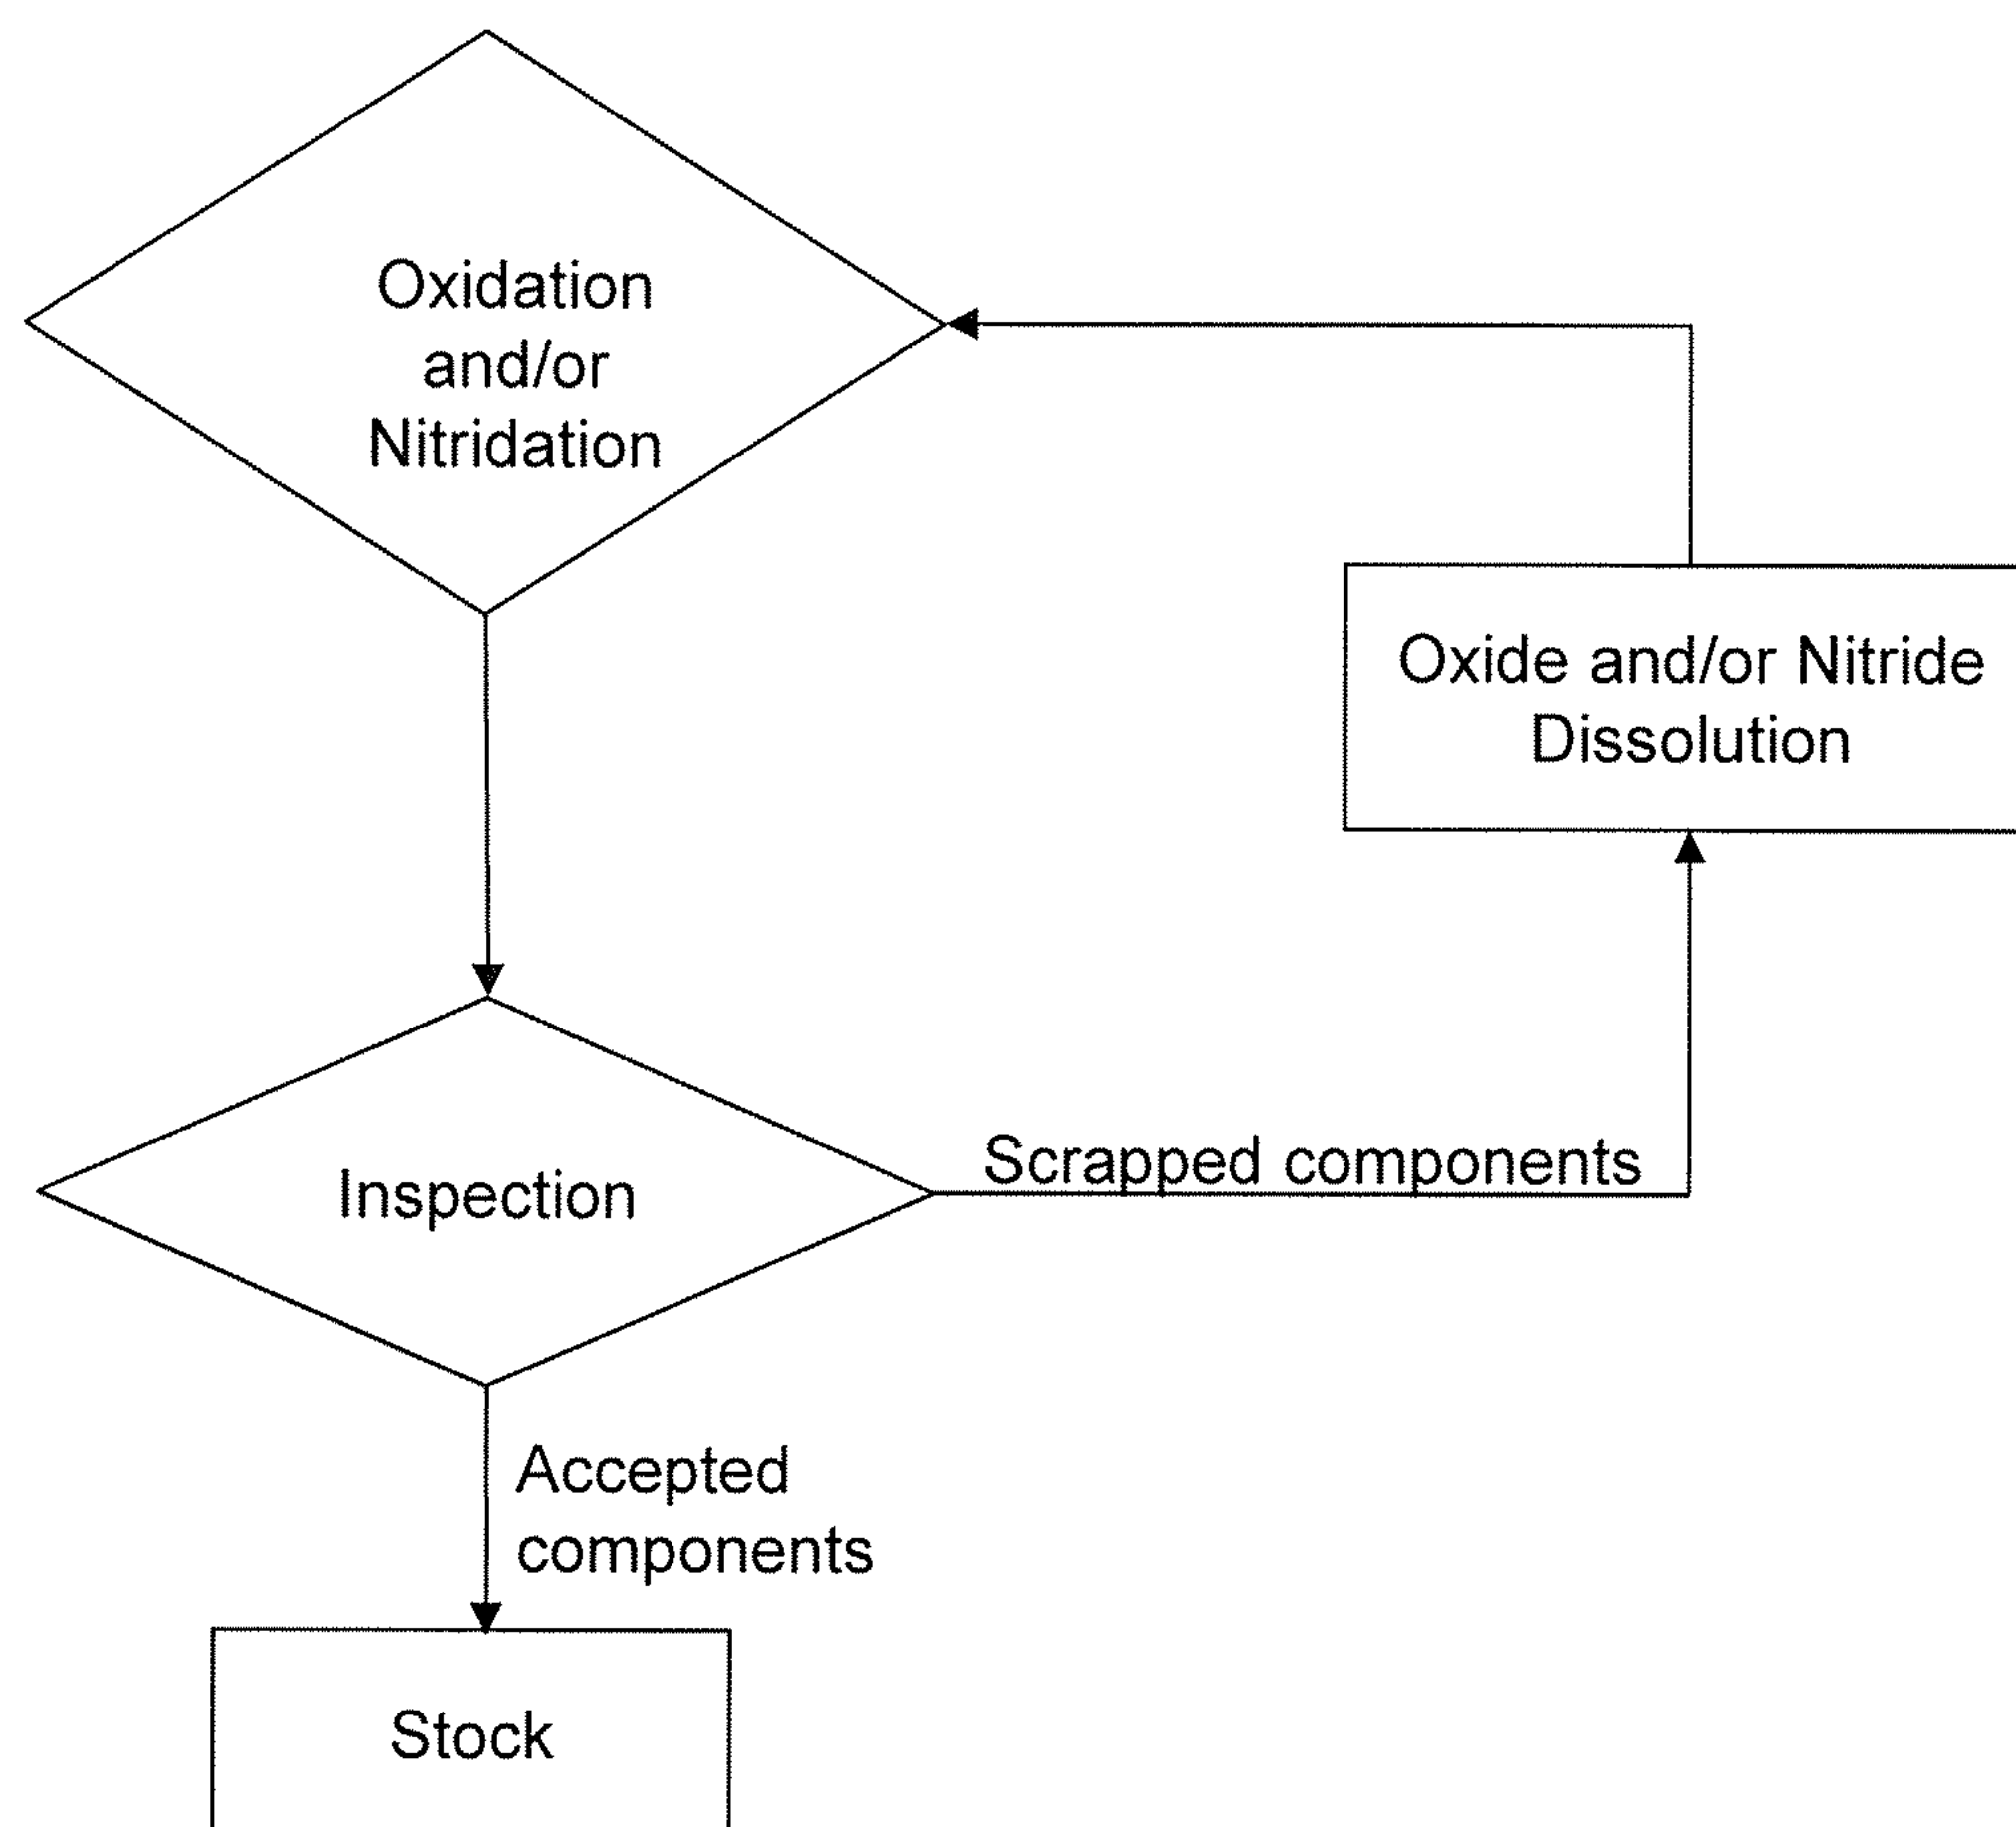 Oxidation
and/or
Nitridation
Oxide and/or Nitride
Dissolution
Inspection
Scrapped components
Accepted
components
Stock